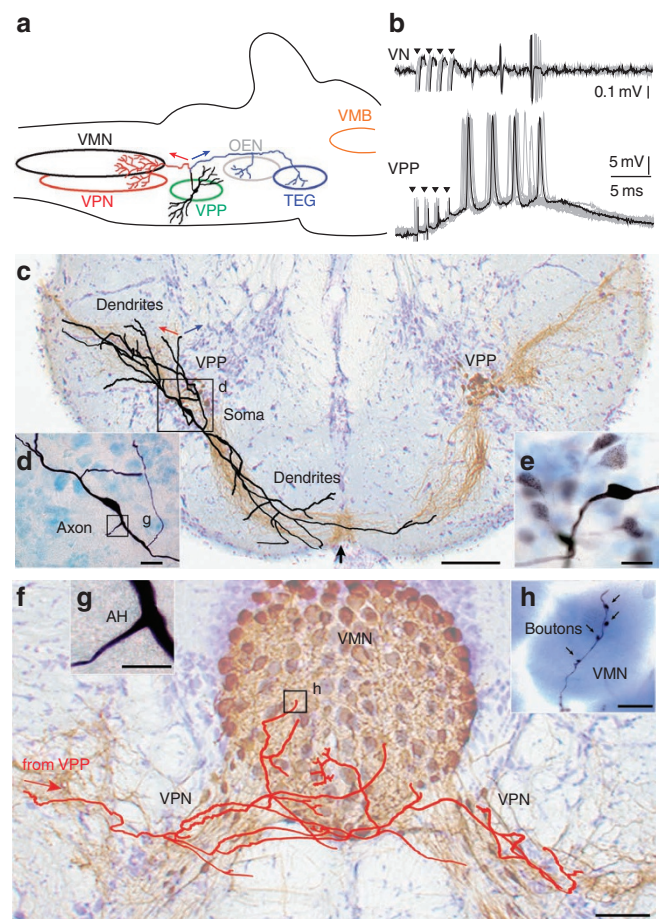 a
VMN
VPN
VPP
OEN
TEG
VMB
b
VN
0.1 mV
VPP
5 mV
5 ms
c
Dendrites
VPP
d
Soma
VPP
Dendrites
d
Axon
g
e
f
g
AH
VMN
h
h
Boutons
VMN
from VPP
VPN
VPN